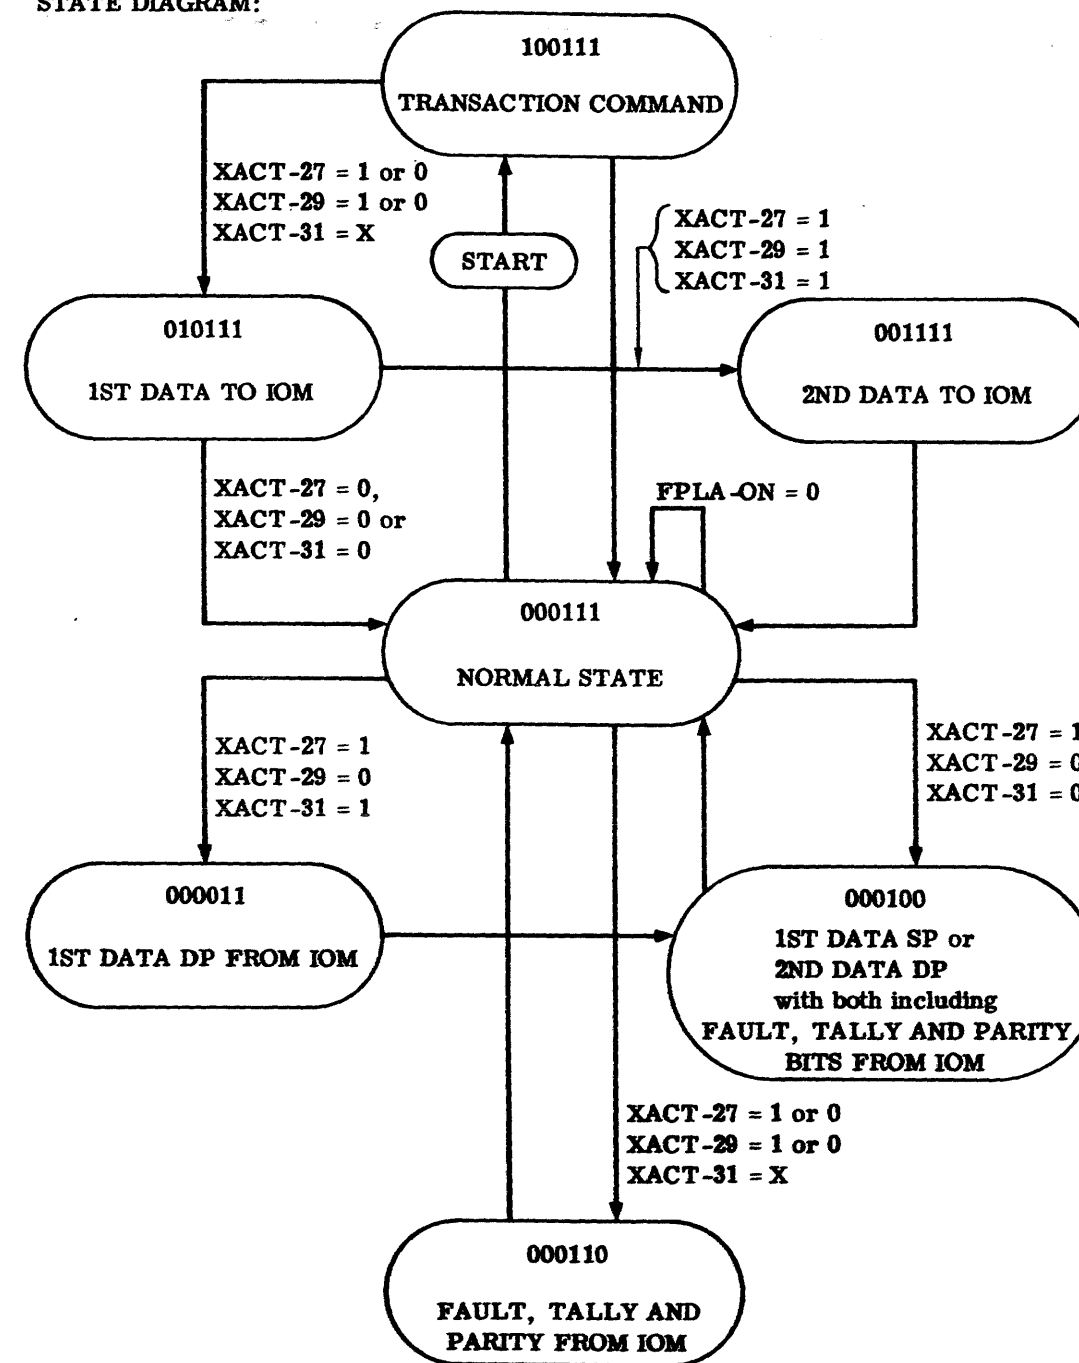 STATE DIAGRAM:
100111
TRANSACTION COMMAND
XACT-27 = 1 or 0
XACT-29 = 1 or 0
XACT-31 = X
START
XACT-27 = 1
XACT-29 = 1
XACT-31 = 1
010111
1ST DATA TO IOM
001111
2ND DATA TO IOM
XACT-27 = 0,
XACT-29 = 0 or
XACT-31 = 0
FPLA-ON = 0
000111
NORMAL STATE
XACT-27 = 1
XACT-29 = 0
XACT-31 = 1
XACT-27 = 1
XACT-29 = 0
XACT-31 = 0
000011
1ST DATA DP FROM IOM
000100
1ST DATA SP or
2ND DATA DP
with both including
FAULT, TALLY AND PARITY
BITS FROM IOM
XACT-27 = 1 or 0
XACT-29 = 1 or 0
XACT-31 = X
000110
FAULT, TALLY AND
PARITY FROM IOM